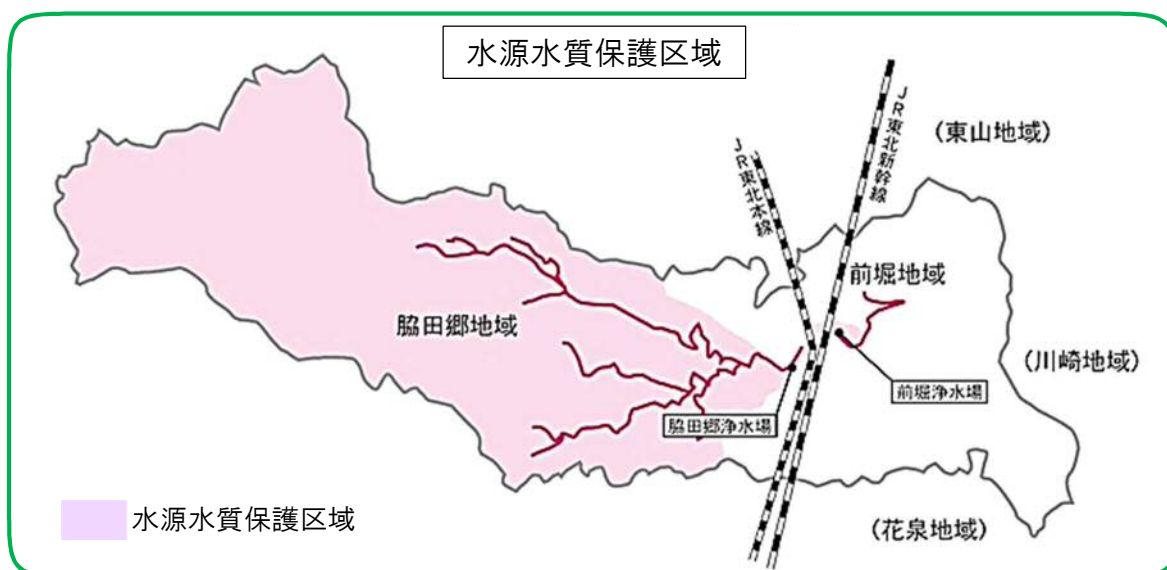 水源水質保護区域
JR東北新幹線
JR東北本線
(東山地域)
前堀地域
脇田郷地域
(川崎地域)
前堀浄水場
脇田郷浄水場
水源水質保護区域
(花泉地域)